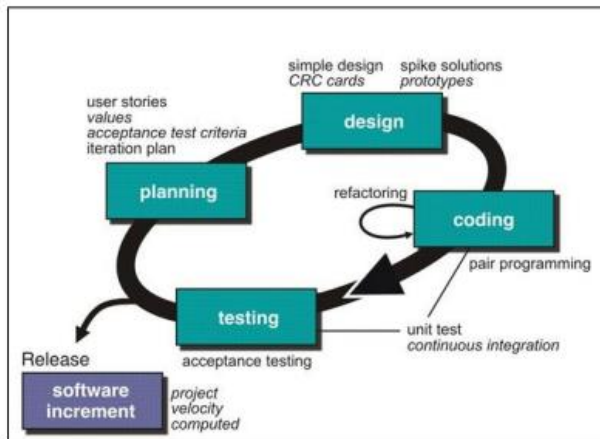 simple design
CRC cards
spike solutions
prototypes
design
user stories
values
acceptance test criteria
iteration plan
planning
refactoring
coding
pair programming
testing
acceptance testing
unit test
continuous integration
Release
software
increment
project
velocity
computed